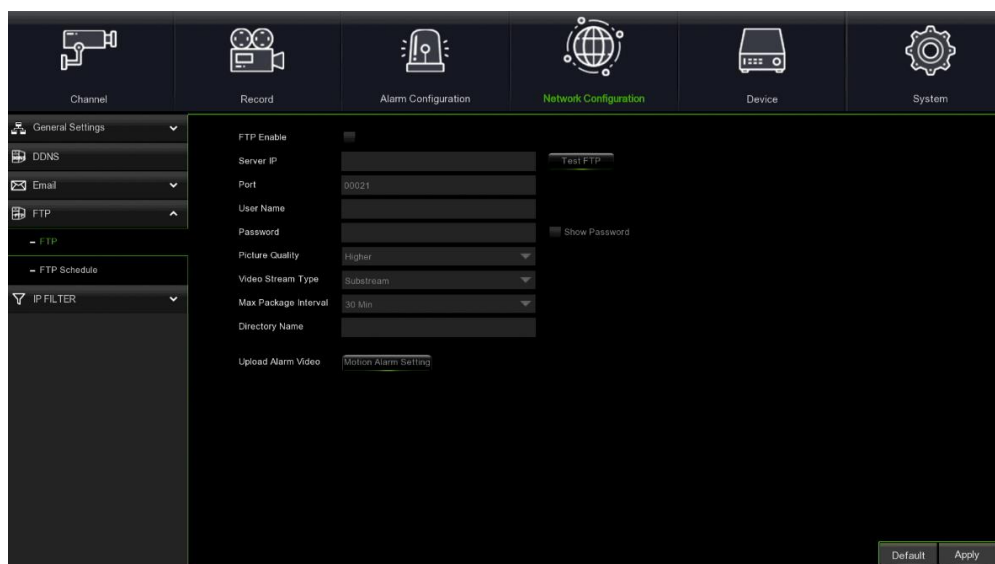 Channel Record Alarm Configuration Network Configuration Device System
General Settings
DDNS
Email
FTP
– FTP
– FTP Schedule
IP FILTER
FTP Enable
Server IP Test FTP
Port 00021
User Name
Password Show Password
Picture Quality Higher
Video Stream Type Substream
Max Package Interval 30 Min
Directory Name
Upload Alarm Video Motion Alarm Setting
Default Apply